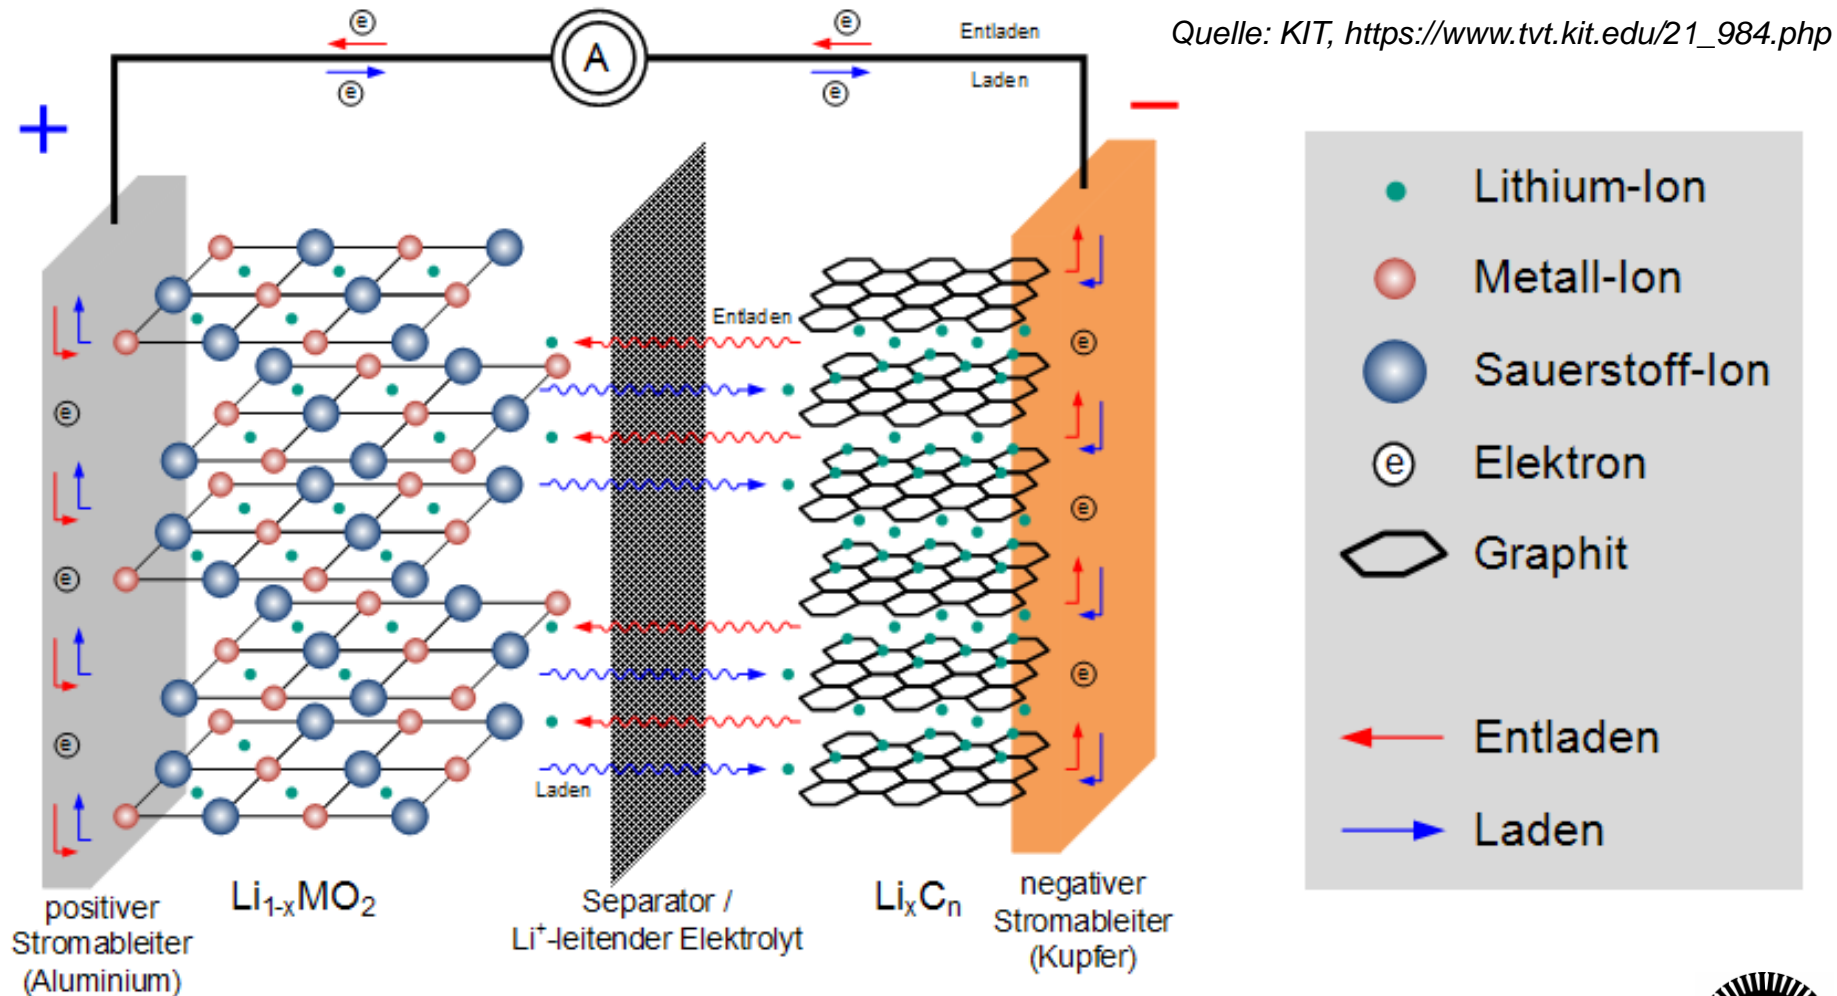 Quelle: KIT, https://www.tvt.kit.edu/21_984.php
e
e
Entladen
A
Laden
e
e
+
−
Lithium-Ion
Metall-Ion
Sauerstoff-Ion
e Elektron
Graphit
Entladen
Laden
Entladen
e
e
e
e
e
e
Laden
Li1-xMO2
LixCn
positiver
Stromableiter
(Aluminium)
Separator /
Li+-leitender Elektrolyt
negativer
Stromableiter
(Kupfer)